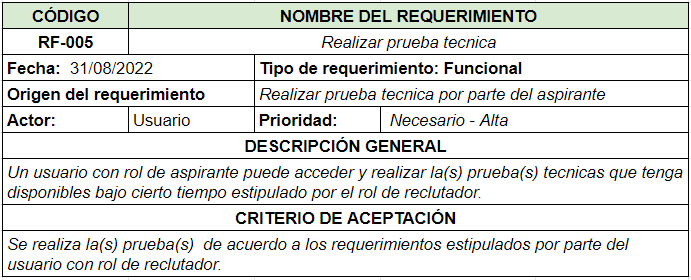 CÓDIGO NOMBRE DEL REQUERIMIENTO
RF-005 Realizar prueba tecnica
Fecha: 31/08/2022 Tipo de requerimiento: Funcional
Origen del requerimiento Realizar prueba tecnica por parte del aspirante
Actor: Usuario Prioridad: Necesario - Alta
DESCRIPCIÓN GENERAL
Un usuario con rol de aspirante puede acceder y realizar la(s) prueba(s) tecnicas que tenga
disponibles bajo cierto tiempo estipulado por el rol de reclutador.
CRITERIO DE ACEPTACIÓN
Se realiza la(s) prueba(s) de acuerdo a los requerimientos estipulados por parte del
usuario con rol de reclutador.